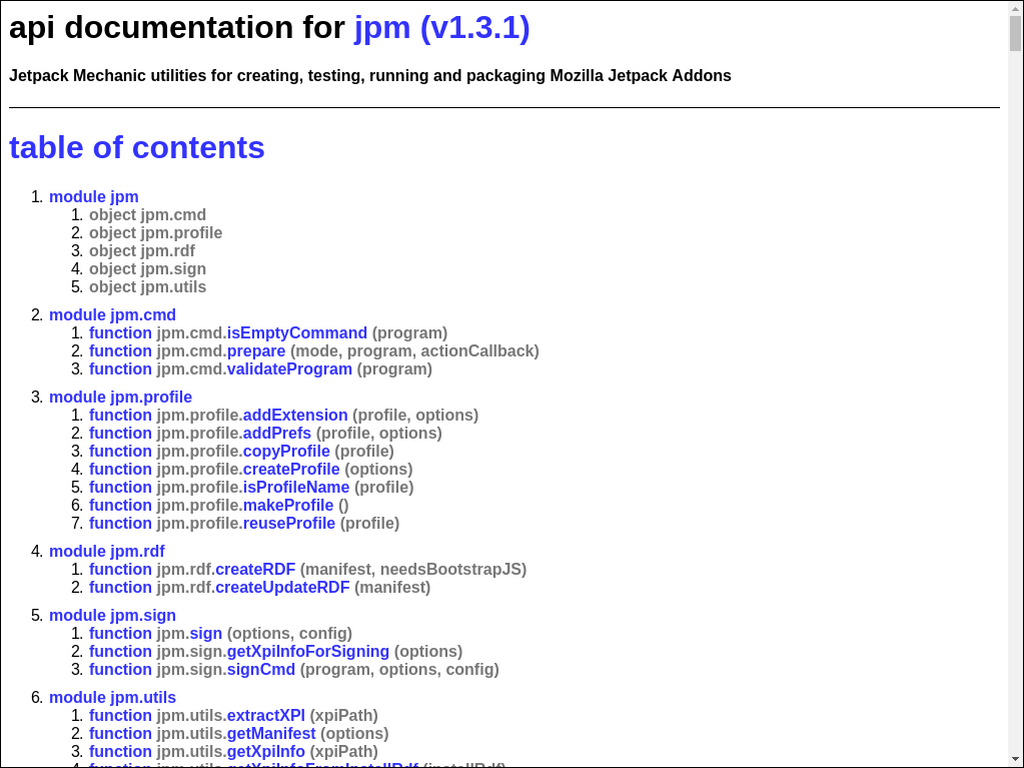 api documentation for jpm (v1.3.1)
Jetpack Mechanic utilities for creating, testing, running and packaging Mozilla Jetpack Addons
table of contents
1. module jpm
1. object jpm.cmd
2. object jpm.profile
3. object jpm.rdf
4. object jpm.sign
5. object jpm.utils
2. module jpm.cmd
1. function jpm.cmd.isEmptyCommand (program)
2. function jpm.cmd.prepare (mode, program, actionCallback)
3. function jpm.cmd.validateProgram (program)
3. module jpm.profile
1. function jpm.profile.addExtension (profile, options)
2. function jpm.profile.addPrefs (profile, options)
3. function jpm.profile.copyProfile (profile)
4. function jpm.profile.createProfile (options)
5. function jpm.profile.isProfileName (profile)
6. function jpm.profile.makeProfile ()
7. function jpm.profile.reuseProfile (profile)
4. module jpm.rdf
1. function jpm.rdf.createRDF (manifest, needsBootstrapJS)
2. function jpm.rdf.createUpdateRDF (manifest)
5. module jpm.sign
1. function jpm.sign (options, config)
2. function jpm.sign.getXpiInfoForSigning (options)
3. function jpm.sign.signCmd (program, options, config)
6. module jpm.utils
1. function jpm.utils.extractXPI (xpiPath)
2. function jpm.utils.getManifest (options)
3. function jpm.utils.getXpiInfo (xpiPath)
4. function jpm.utils.getXpiInfoFromInstallRdf (installRdf)